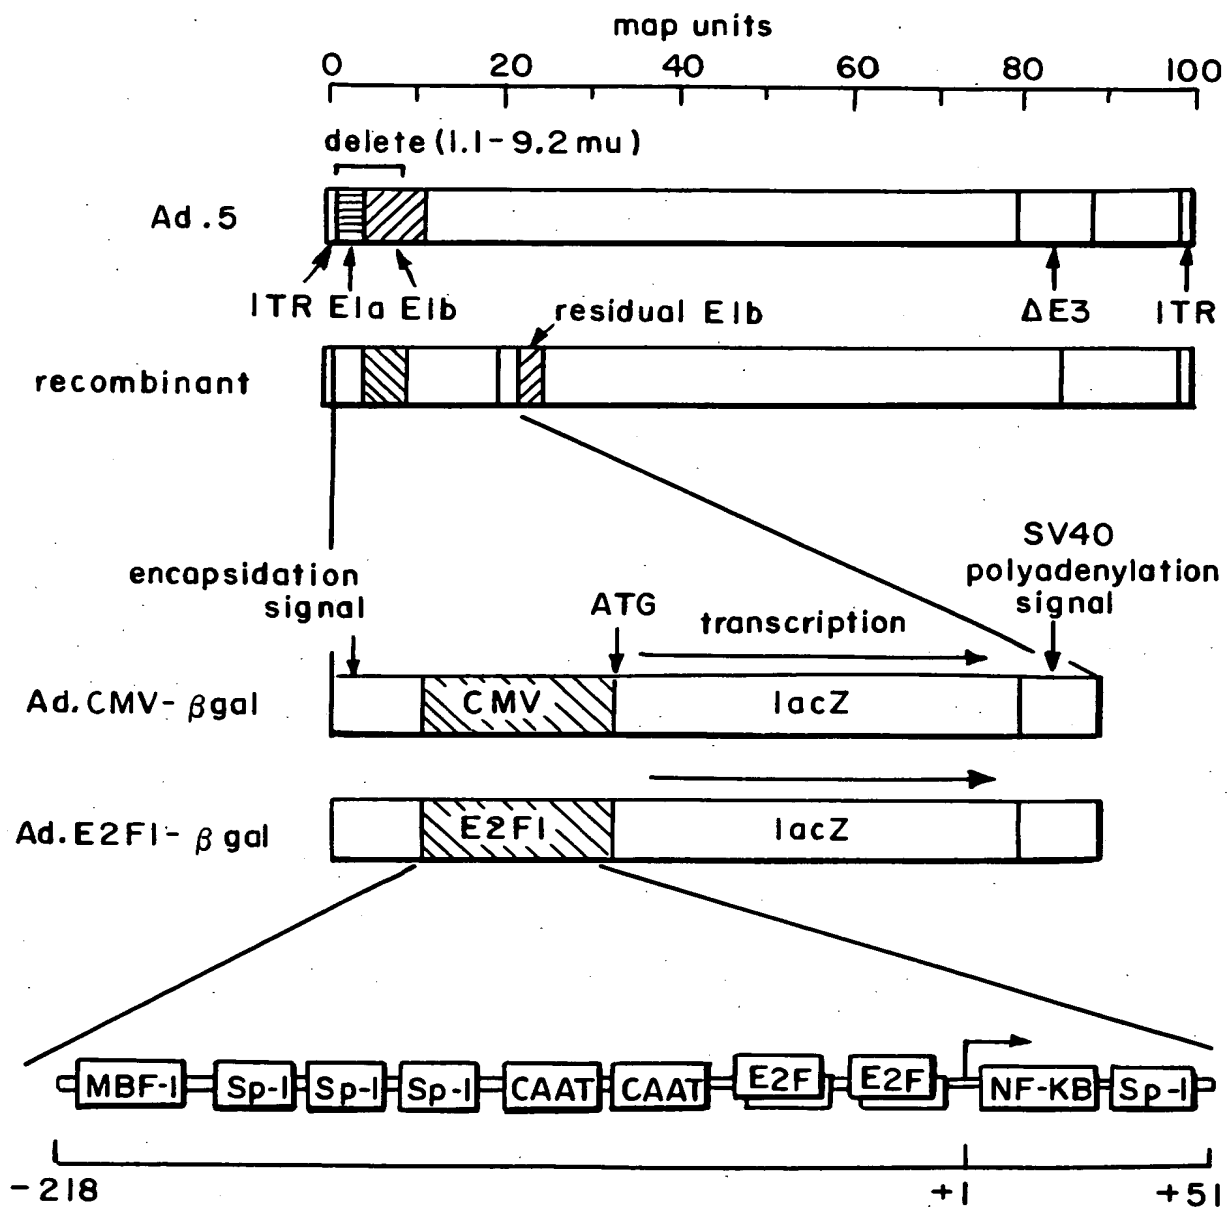 map units
0 20 40 60 80 100
delete (1.1-9.2 mu)
Ad.5
ITR E1a E1b
residual E1b
ΔE3
ITR
recombinant
encapsidation
signal
ATG
transcription
SV40
polyadenylation
signal
Ad.CMV-βgal
CMV
lacZ
Ad.E2F1-βgal
E2F1
lacZ
MBF-1 Sp-1 Sp-1 Sp-1 CAAT CAAT E2F E2F NF-KB Sp-1
-218 +1 +51